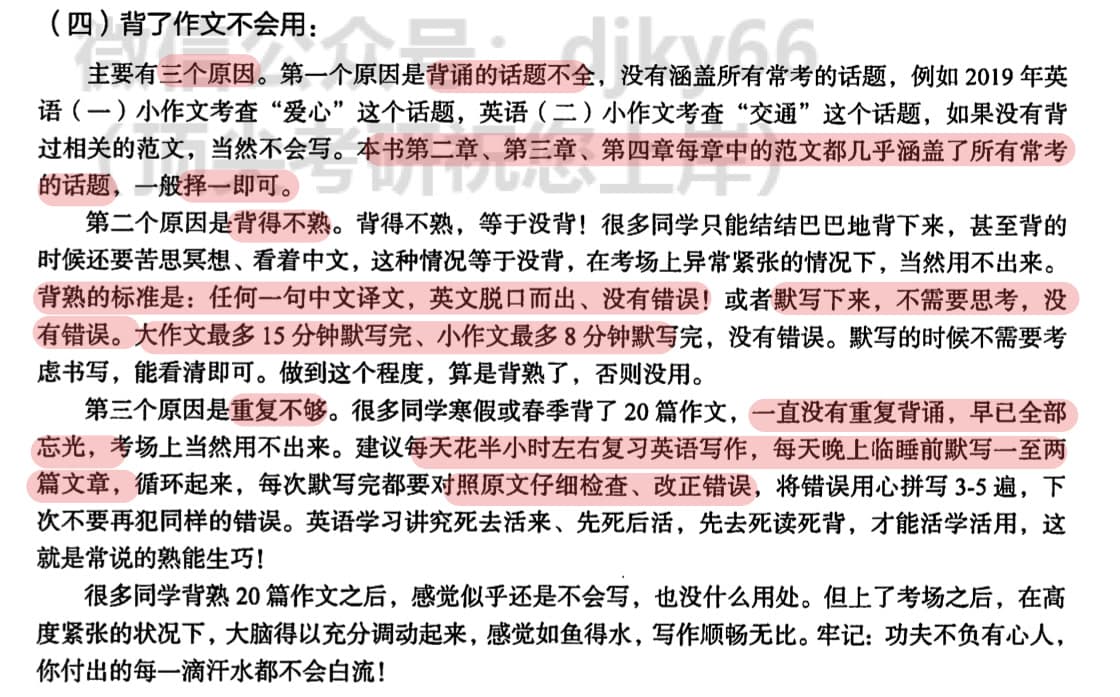 （四）背了作文不会用：
微信公众号：djky66
主要有三个原因。第一个原因是背诵的话题不全，没有涵盖所有常考的话题，例如 2019 年英
语（一）小作文考查“爱心”这个话题，英语（二）小作文考查“交通”这个话题，如果没有背
（顶尖考研祝您上岸）
过相关的范文，当然不会写。本书第二章、第三章、第四章每章中的范文都几乎涵盖了所有常考
的话题，一般择一即可。
第二个原因是背得不熟。背得不熟，等于没背！很多同学只能结结巴巴地背下来，甚至背的
时候还要苦思冥想、看着中文，这种情况等于没背，在考场上异常紧张的情况下，当然用不出来。
背熟的标准是：任何一句中文译文，英文脱口而出、没有错误！或者默写下来，不需要思考，没
有错误。大作文最多 15 分钟默写完、小作文最多 8 分钟默写完，没有错误。默写的时候不需要考
虑书写，能看清即可。做到这个程度，算是背熟了，否则没用。
第三个原因是重复不够。很多同学寒假或春季背了 20 篇作文，一直没有重复背诵，早已全部
忘光，考场上当然用不出来。建议每天花半小时左右复习英语写作，每天晚上临睡前默写一至两
篇文章，循环起来，每次默写完都要对照原文仔细检查、改正错误，将错误用心拼写 3-5 遍，下
次不要再犯同样的错误。英语学习讲究死去活来、先死后活，先去死读死背，才能活学活用，这
就是常说的熟能生巧！
很多同学背熟 20 篇作文之后，感觉似乎还是不会写，也没什么用处。但上了考场之后，在高
度紧张的状况下，大脑得以充分调动起来，感觉如鱼得水，写作顺畅无比。牢记：功夫不负有心人，
你付出的每一滴汗水都不会白流！